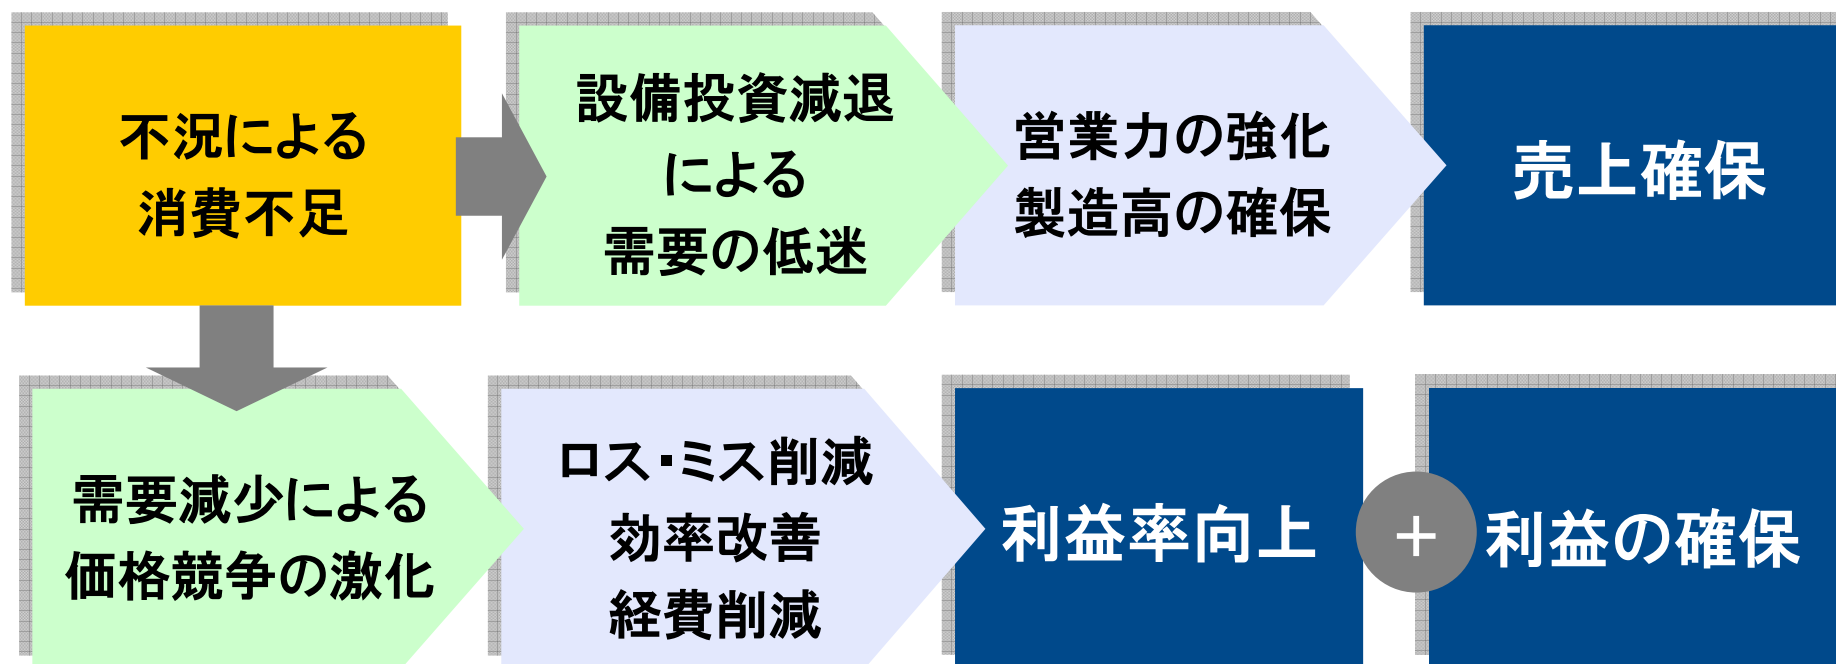 不況による
消費不足
設備投資減退
による
需要の低迷
営業力の強化
製造高の確保
売上確保
需要減少による
価格競争の激化
ロス・ミス削減
効率改善
経費削減
利益率向上
+
利益の確保